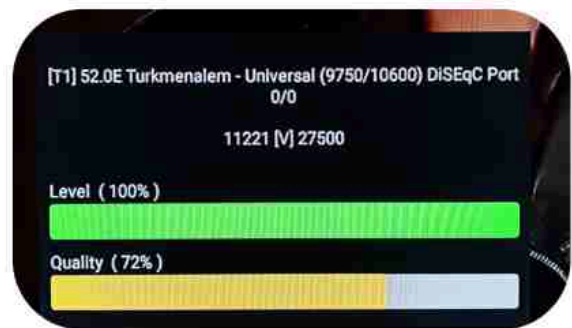 [T1] 52.0E Turkmenalem - Universal (9750/10600) DiSEqC Port
0/0
11221 [V] 27500
Level ( 100% )
Quality ( 72% )